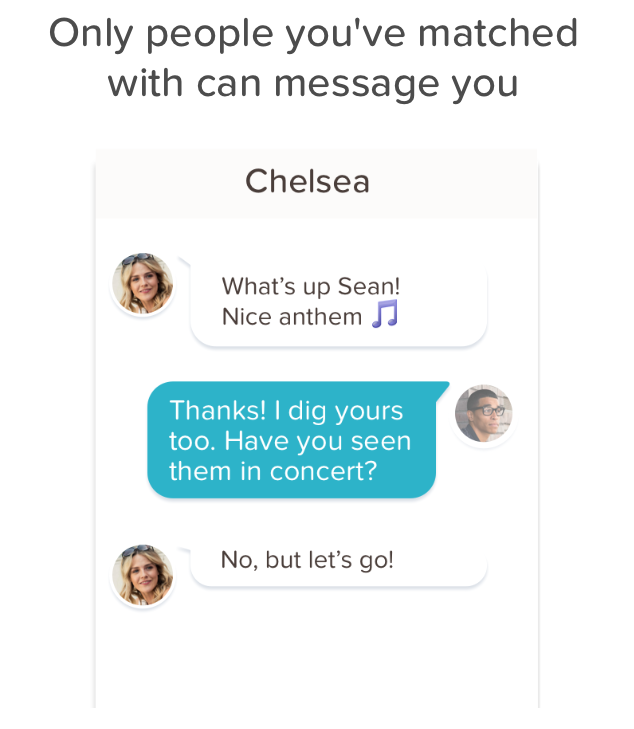 Only people you've matched
with can message you
Chelsea
What’s up Sean!
Nice anthem 🎵
Thanks! I dig yours
too. Have you seen
them in concert?
No, but let’s go!